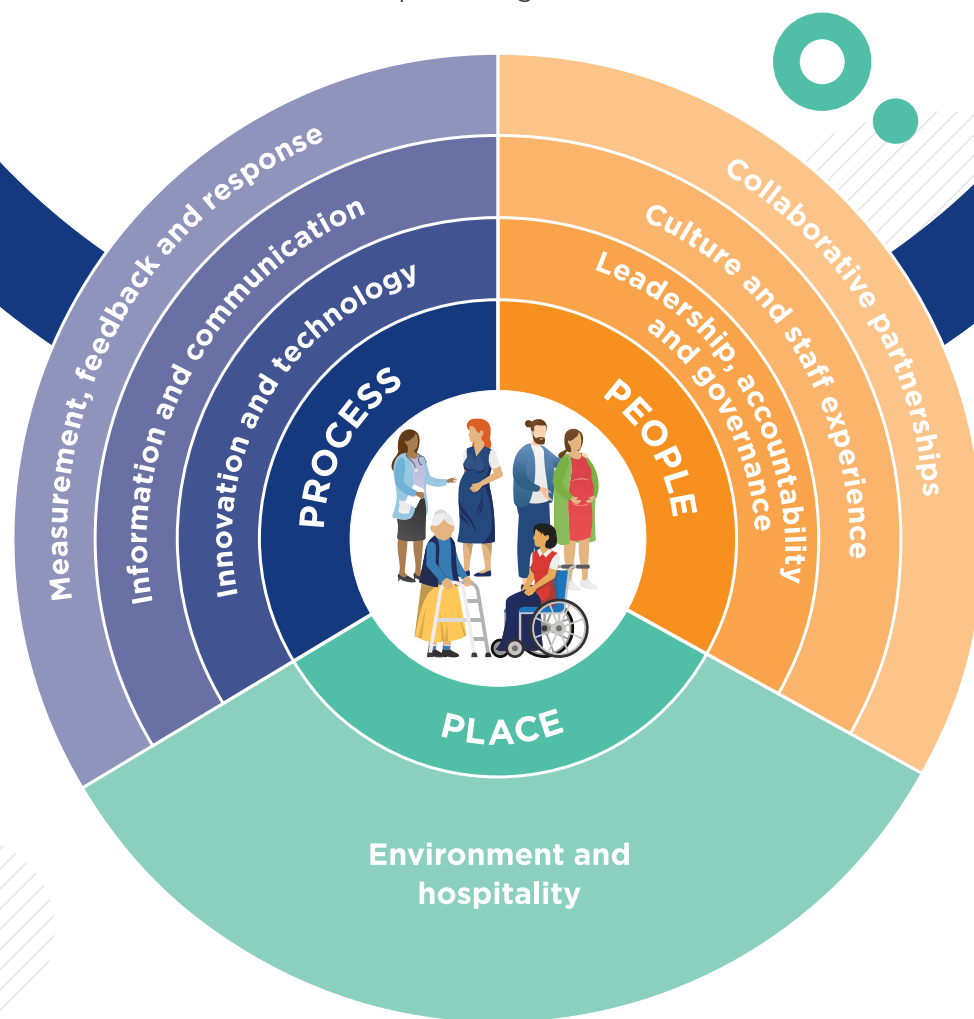 Measurement, feedback and response
Information and communication
Innovation and technology
PROCESS
Collaborative partnerships
Culture and staff experience
Leadership, accountability
and governance
PEOPLE
PLACE
Environment and
hospitality